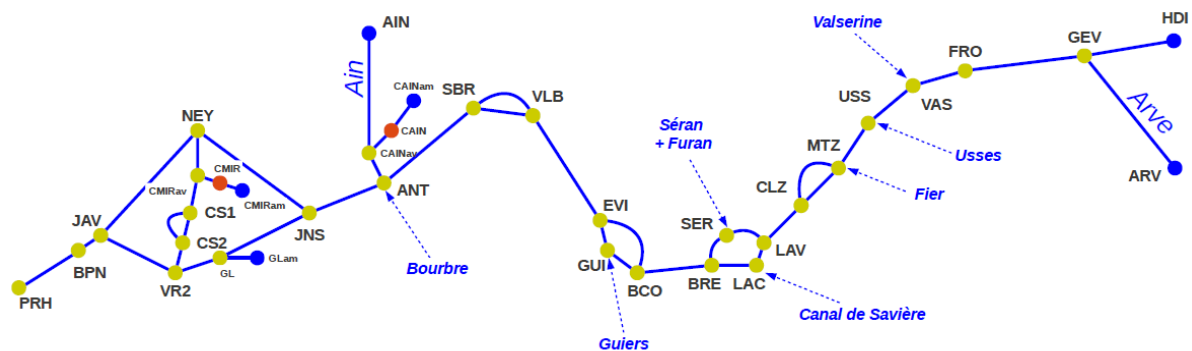 HDI
AIN
Valserine
GEV
FRO
Ain
CAINam
SBR
VLB
USS
VAS
Arve
NEY
CAIN
Séran
+ Furan
MTZ
Usses
CAINav
CMIR
ANT
CLZ
Fier
ARV
CMIRav
CMIRam
JAV
CS1
EVI
SER
JNS
CS2
LAV
BPN
GL
GLam
Bourbre
GUI
BCO
BRE
LAC
PRH
VR2
Canal de Savière
Guiers